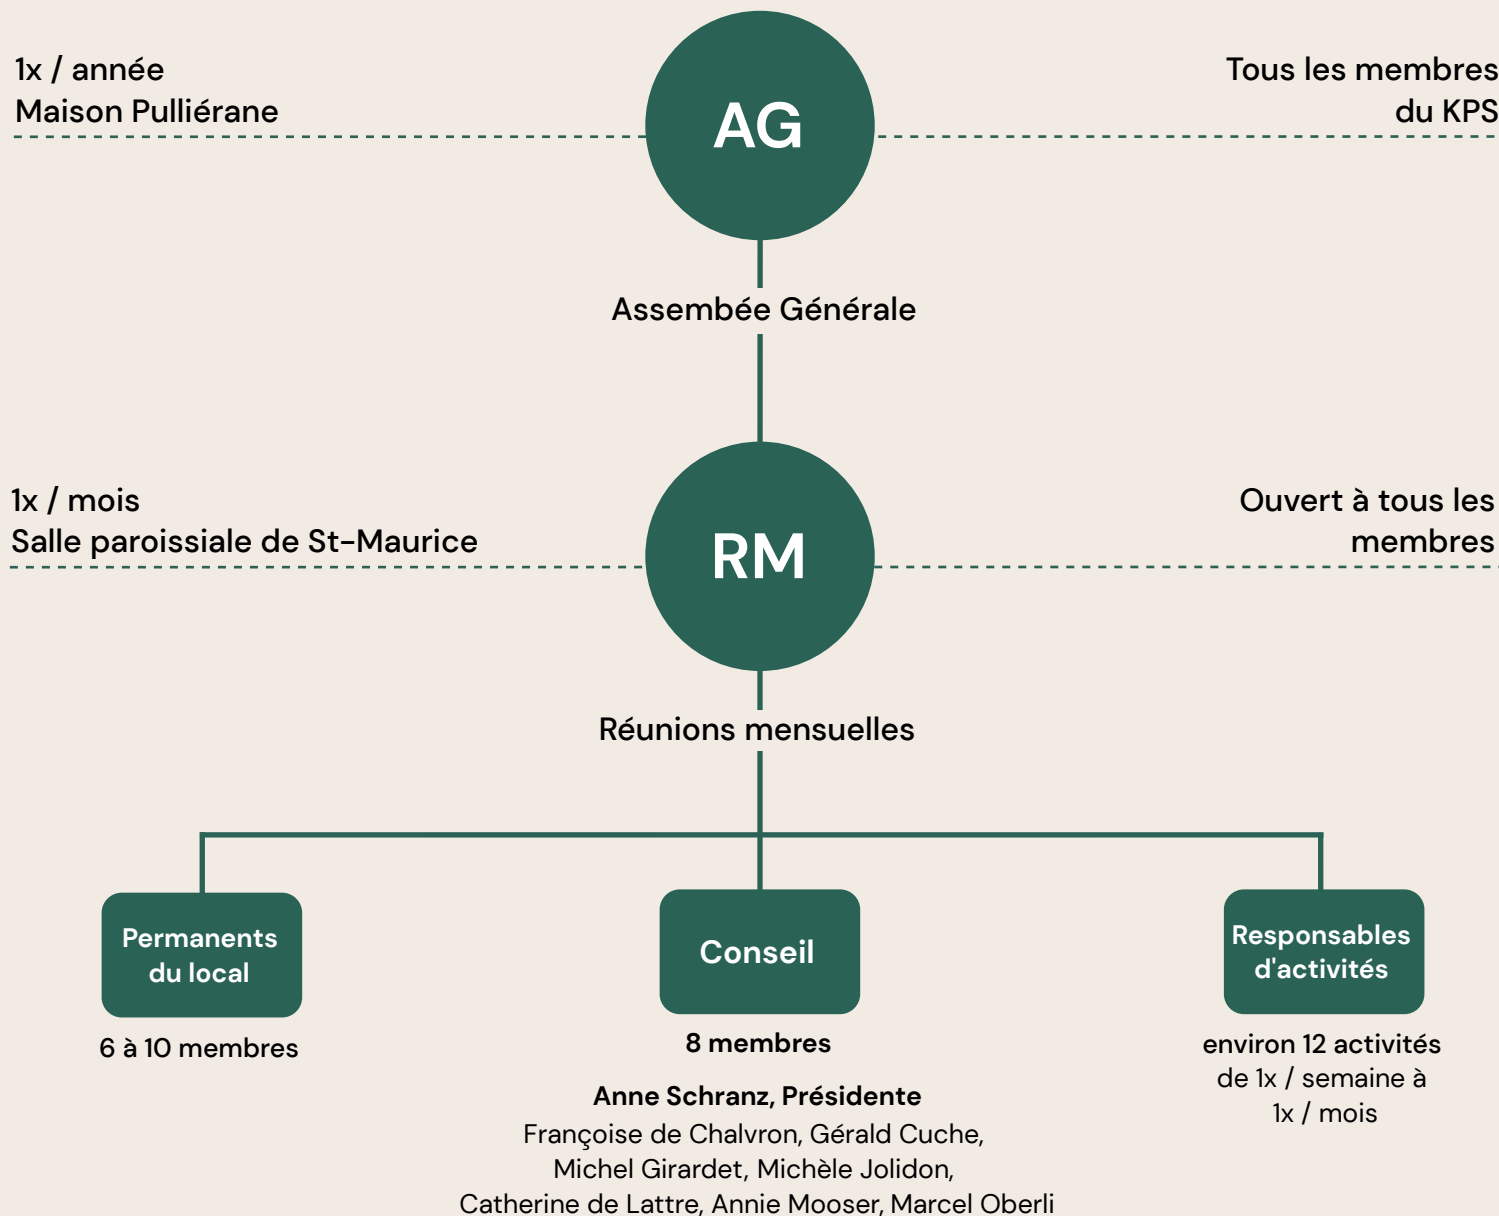 1x / année
Maison Pulliérane
AG
Tous les membres
du KPS
Assembée Générale
1x / mois
Salle paroissiale de St-Maurice
RM
Ouvert à tous les
membres
Réunions mensuelles
Permanents
du local
6 à 10 membres
Conseil
8 membres
Anne Schranz, Présidente
Françoise de Chalvron, Gérald Cuche,
Michel Girardet, Michèle Jolidon,
Catherine de Lattre, Annie Mooser, Marcel Oberli
Responsables
d'activités
environ 12 activités
de 1x / semaine à
1x / mois